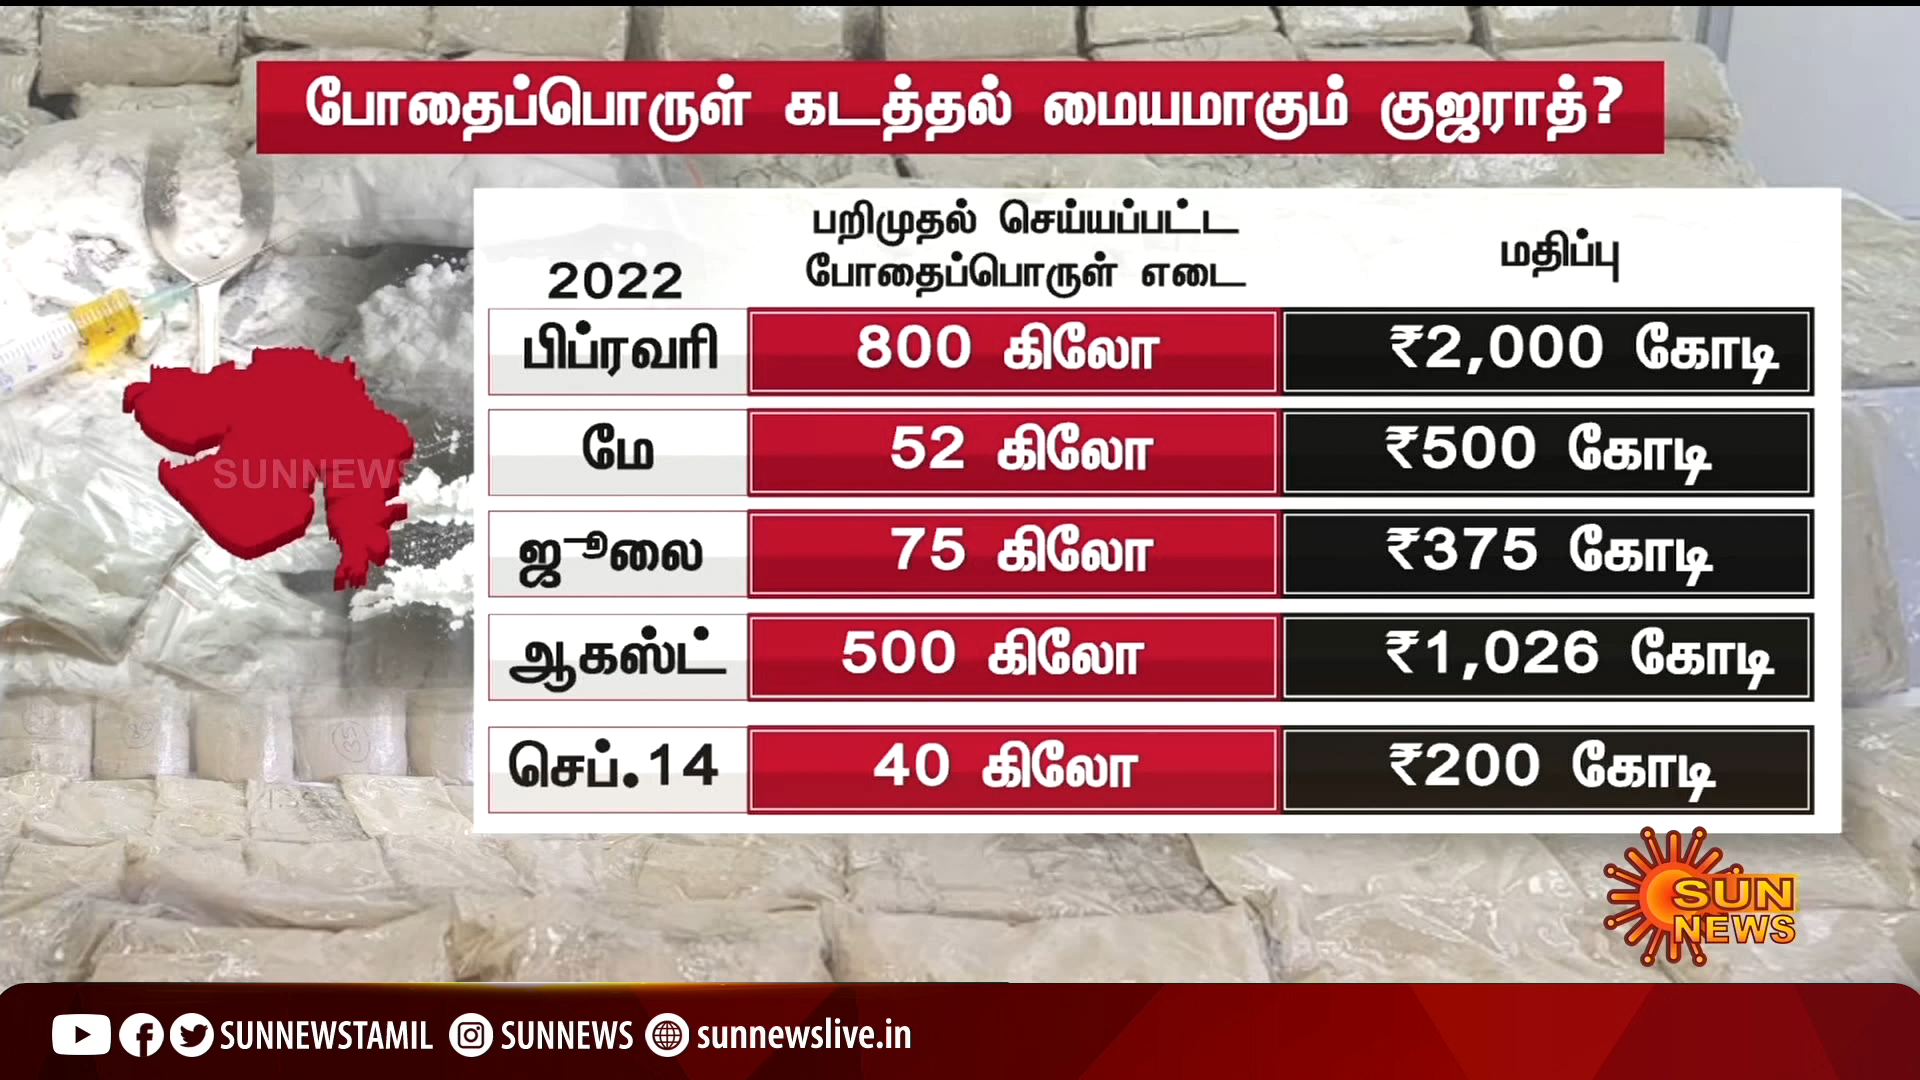 போதைப்பொருள் கடத்தல் மையமாகும் குஜராத்?
பறிமுதல் செய்யப்பட்ட
போதைப்பொருள் எடை
மதிப்பு
2022
பிப்ரவரி 800 கிலோ ₹2,000 கோடி
மே 52 கிலோ ₹500 கோடி
ஜூலை 75 கிலோ ₹375 கோடி
ஆகஸ்ட் 500 கிலோ ₹1,026 கோடி
செப்.14 40 கிலோ ₹200 கோடி
SUNNEWS
SUN
NEWS
SUNNEWSTAMIL SUNNEWS sunnewslive.in